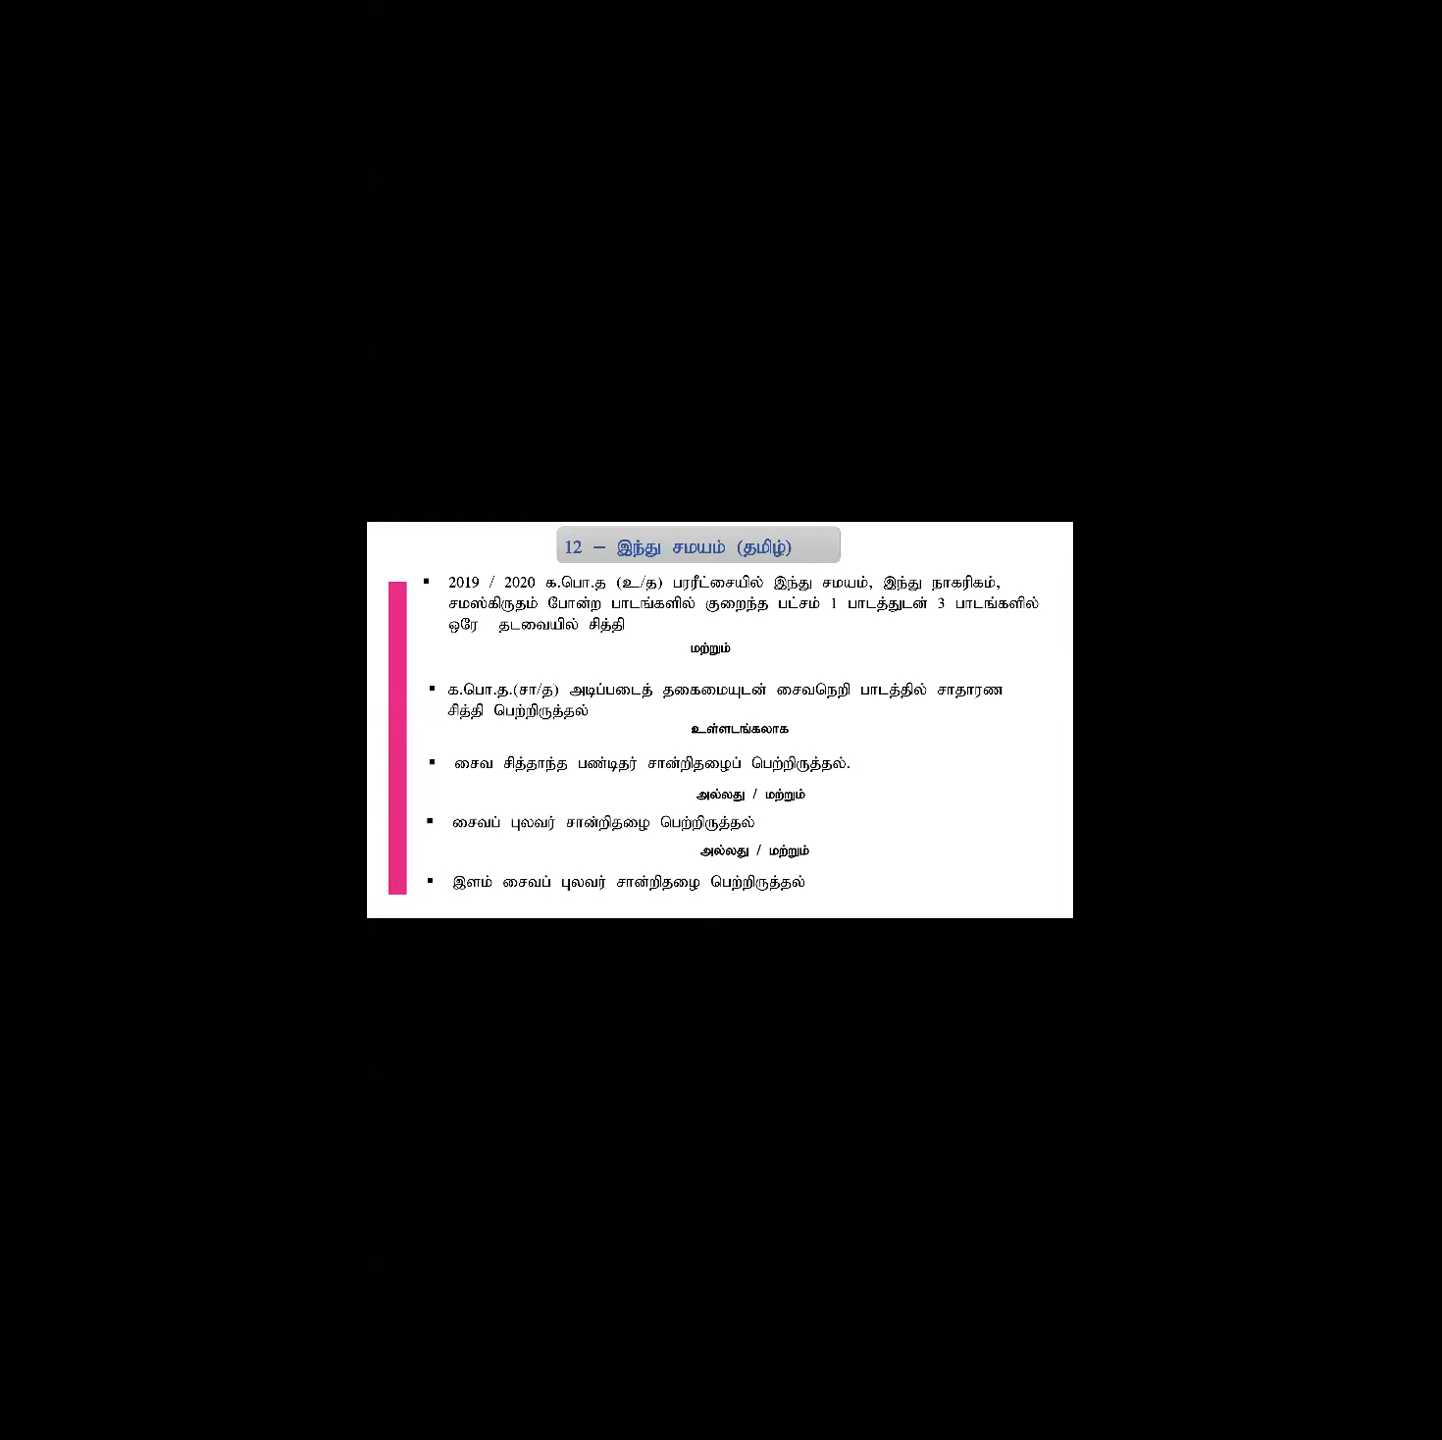 12 – இந்து சமயம் (தமிழ்)
▪ 2019 / 2020 க.பொ.த (உ/த) பரரீட்சையில் இந்து சமயம், இந்து நாகரிகம்,
சமஸ்கிருதம் போன்ற பாடங்களில் குறைந்த பட்சம் 1 பாடத்துடன் 3 பாடங்களில்
ஒரே தடவையில் சித்தி
மற்றும்
▪ க.பொ.த.(சா/த) அடிப்படைத் தகைமையுடன் சைவநெறி பாடத்தில் சாதாரண
சித்தி பெற்றிருத்தல்
உள்ளடங்கலாக
▪ சைவ சித்தாந்த பண்டிதர் சான்றிதழைப் பெற்றிருத்தல்.
அல்லது / மற்றும்
▪ சைவப் புலவர் சான்றிதழை பெற்றிருத்தல்
அல்லது / மற்றும்
▪ இளம் சைவப் புலவர் சான்றிதழை பெற்றிருத்தல்